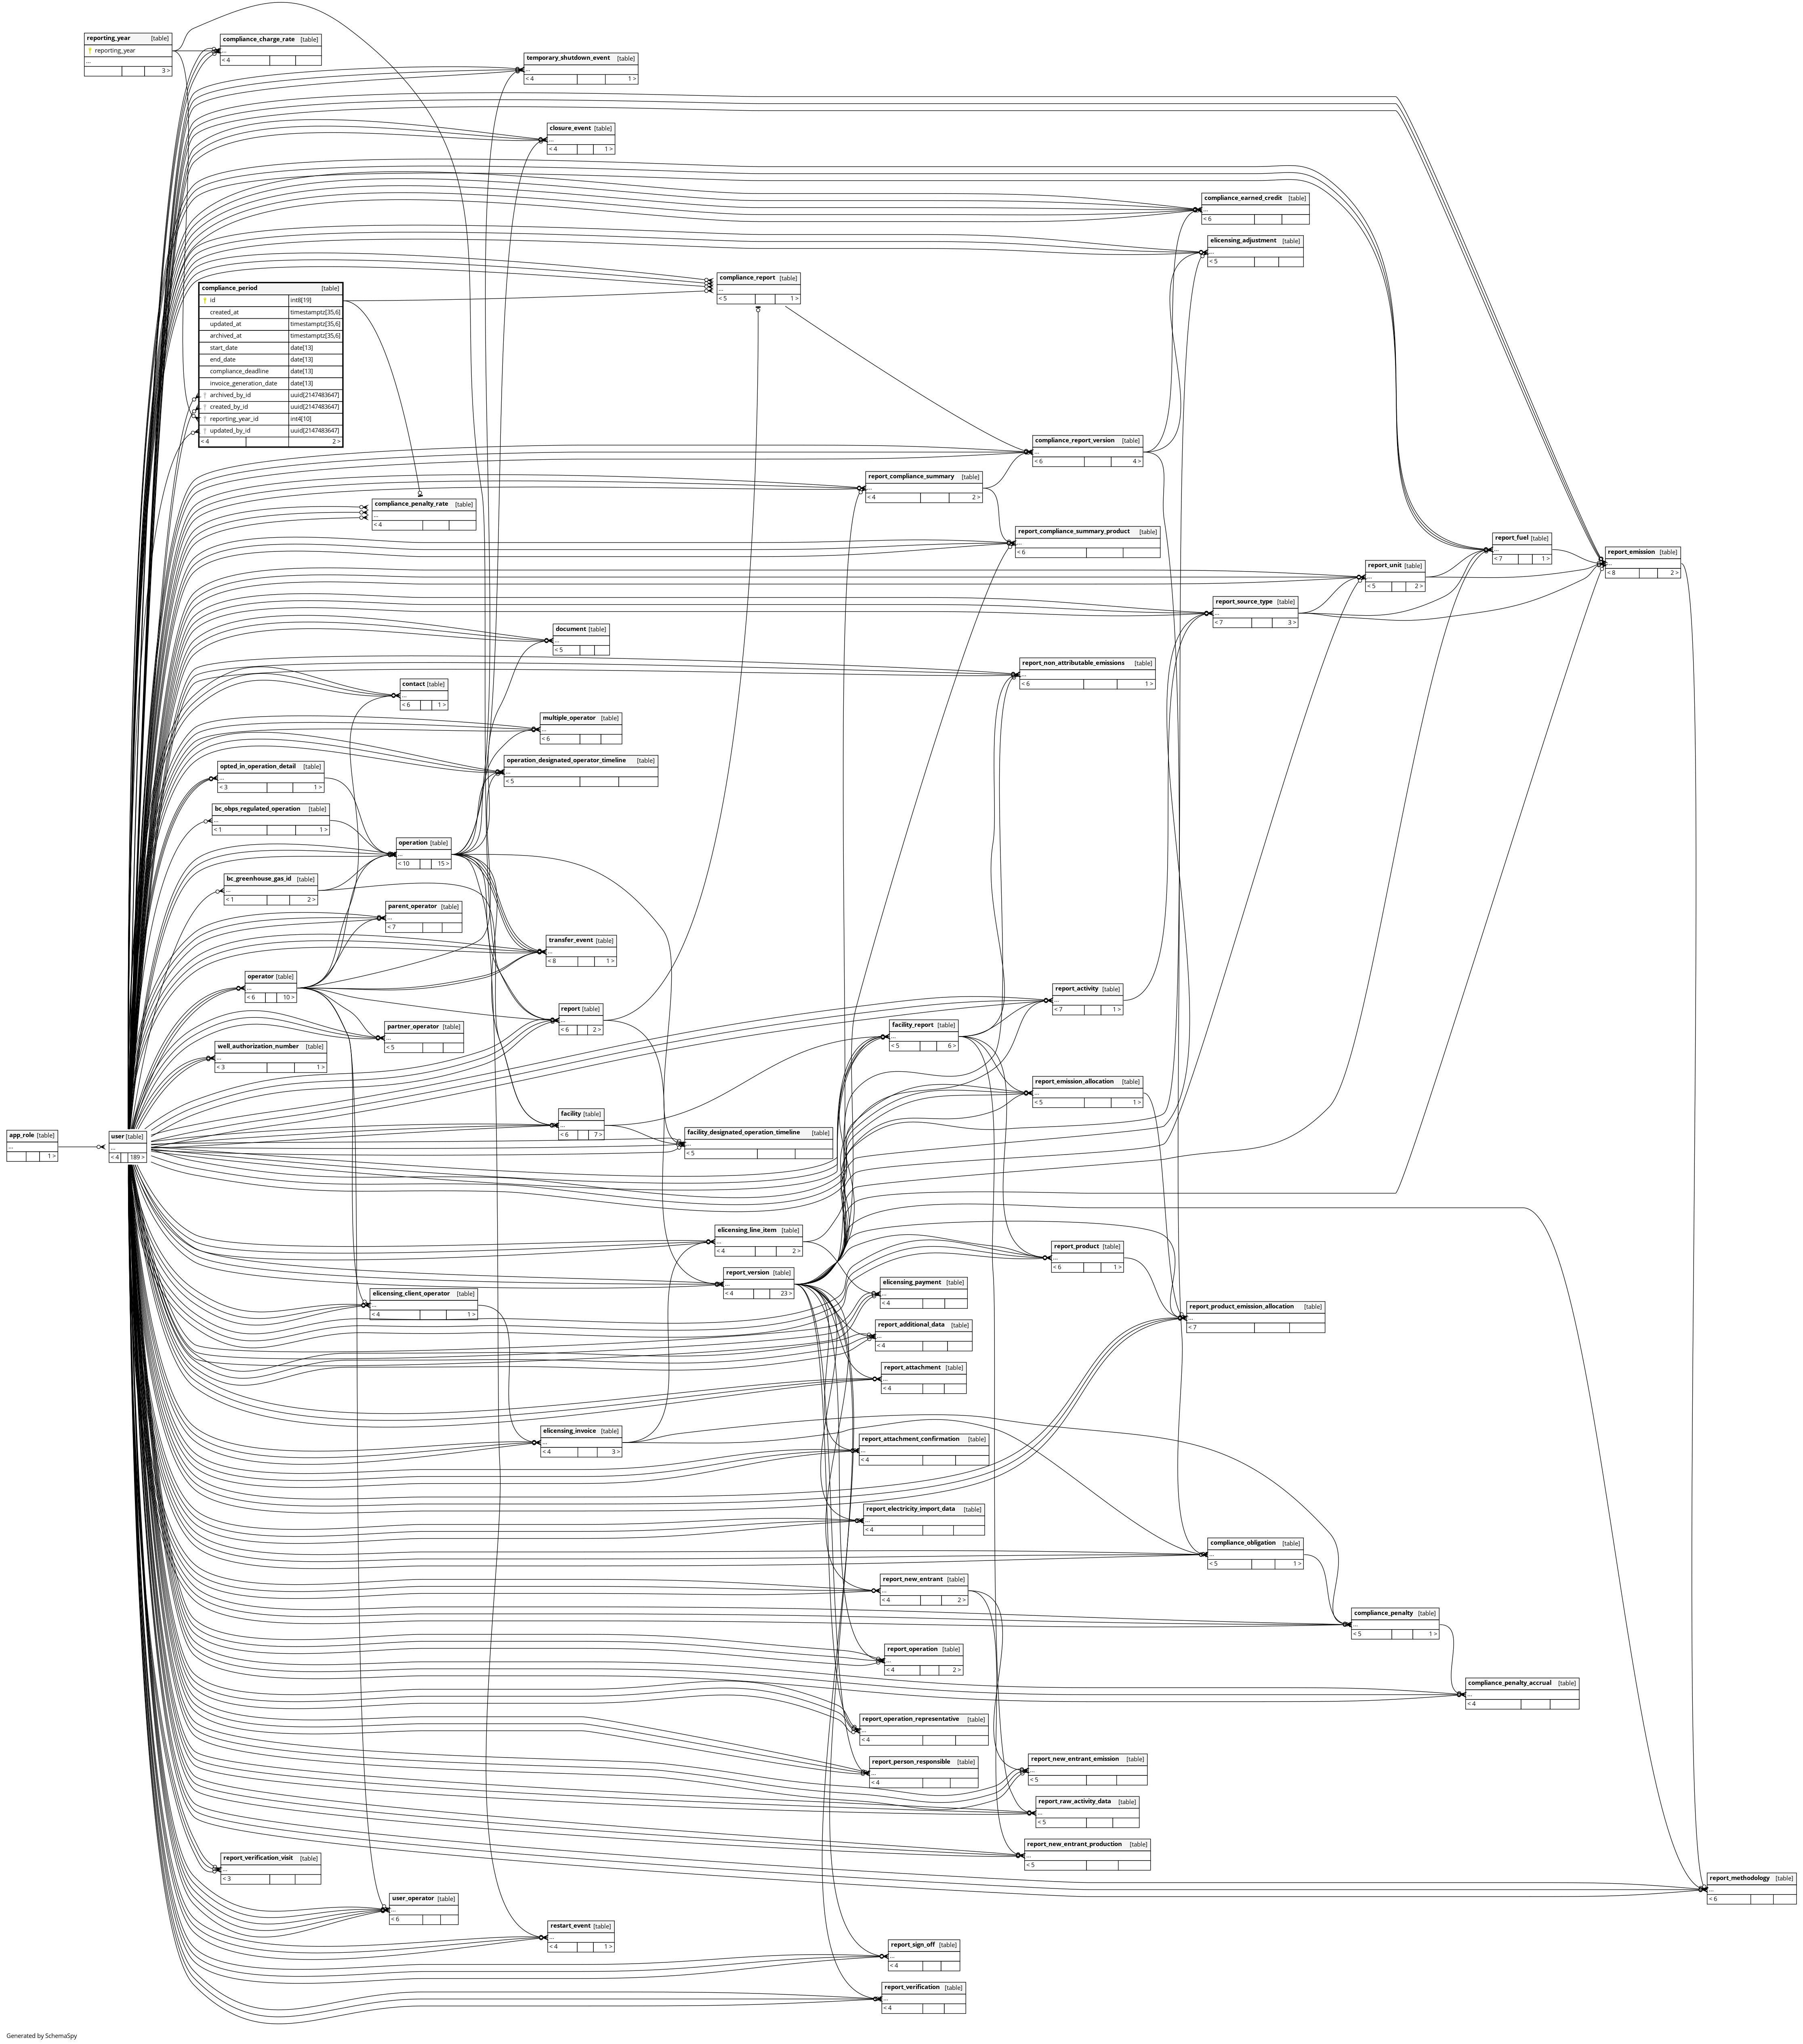 reporting_year [table]
reporting_year
...
3 >
compliance_charge_rate [table]
...
< 4
temporary_shutdown_event [table]
...
< 4 1 >
closure_event [table]
...
< 4 1 >
compliance_earned_credit [table]
...
< 6
elicensing_adjustment [table]
...
< 5
compliance_report [table]
...
< 5 1 >
compliance_period [table]
id int8[19]
created_at timestamptz[35,6]
updated_at timestamptz[35,6]
archived_at timestamptz[35,6]
start_date date[13]
end_date date[13]
compliance_deadline date[13]
invoice_generation_date date[13]
archived_by_id uuid[2147483647]
created_by_id uuid[2147483647]
reporting_year_id int4[10]
updated_by_id uuid[2147483647]
< 4 2 >
compliance_report_version [table]
...
< 6 4 >
report_compliance_summary [table]
...
< 4 2 >
compliance_penalty_rate [table]
...
< 4
report_compliance_summary_product [table]
...
< 6
report_fuel [table]
...
< 7 1 >
report_emission [table]
...
< 8 2 >
report_unit [table]
...
< 5 2 >
report_source_type [table]
...
< 7 3 >
document [table]
...
< 5
report_non_attributable_emissions [table]
...
< 6 1 >
contact [table]
...
< 6 1 >
multiple_operator [table]
...
< 6
operation_designated_operator_timeline [table]
...
< 5
opted_in_operation_detail [table]
...
< 3 1 >
bc_obps_regulated_operation [table]
...
< 1 1 >
operation [table]
...
< 10 15 >
bc_greenhouse_gas_id [table]
...
< 1 2 >
parent_operator [table]
...
< 7
transfer_event [table]
...
< 8 1 >
operator [table]
...
< 6 10 >
report_activity [table]
...
< 7 1 >
report [table]
...
< 6 2 >
partner_operator [table]
...
< 5
facility_report [table]
...
< 5 6 >
well_authorization_number [table]
...
< 3 1 >
report_emission_allocation [table]
...
< 5 1 >
facility [table]
...
< 6 7 >
facility_designated_operation_timeline [table]
...
< 5
app_role [table]
...
1 >
user [table]
...
< 4 189 >
elicensing_line_item [table]
...
< 4 2 >
report_product [table]
...
< 6 1 >
report_version [table]
...
< 4 23 >
elicensing_payment [table]
...
< 4
elicensing_client_operator [table]
...
< 4 1 >
report_product_emission_allocation [table]
...
< 7
report_additional_data [table]
...
< 4
report_attachment [table]
...
< 4
elicensing_invoice [table]
...
< 4 3 >
report_attachment_confirmation [table]
...
< 4
report_electricity_import_data [table]
...
< 4
compliance_obligation [table]
...
< 5 1 >
report_new_entrant [table]
...
< 4 2 >
compliance_penalty [table]
...
< 5 1 >
report_operation [table]
...
< 4 2 >
compliance_penalty_accrual [table]
...
< 4
report_operation_representative [table]
...
< 4
report_person_responsible [table]
...
< 4
report_new_entrant_emission [table]
...
< 5
report_raw_activity_data [table]
...
< 5
report_new_entrant_production [table]
...
< 5
report_verification_visit [table]
...
< 3
report_methodology [table]
...
< 6
user_operator [table]
...
< 6
restart_event [table]
...
< 4 1 >
report_sign_off [table]
...
< 4
report_verification [table]
...
< 4
Generated by SchemaSpy